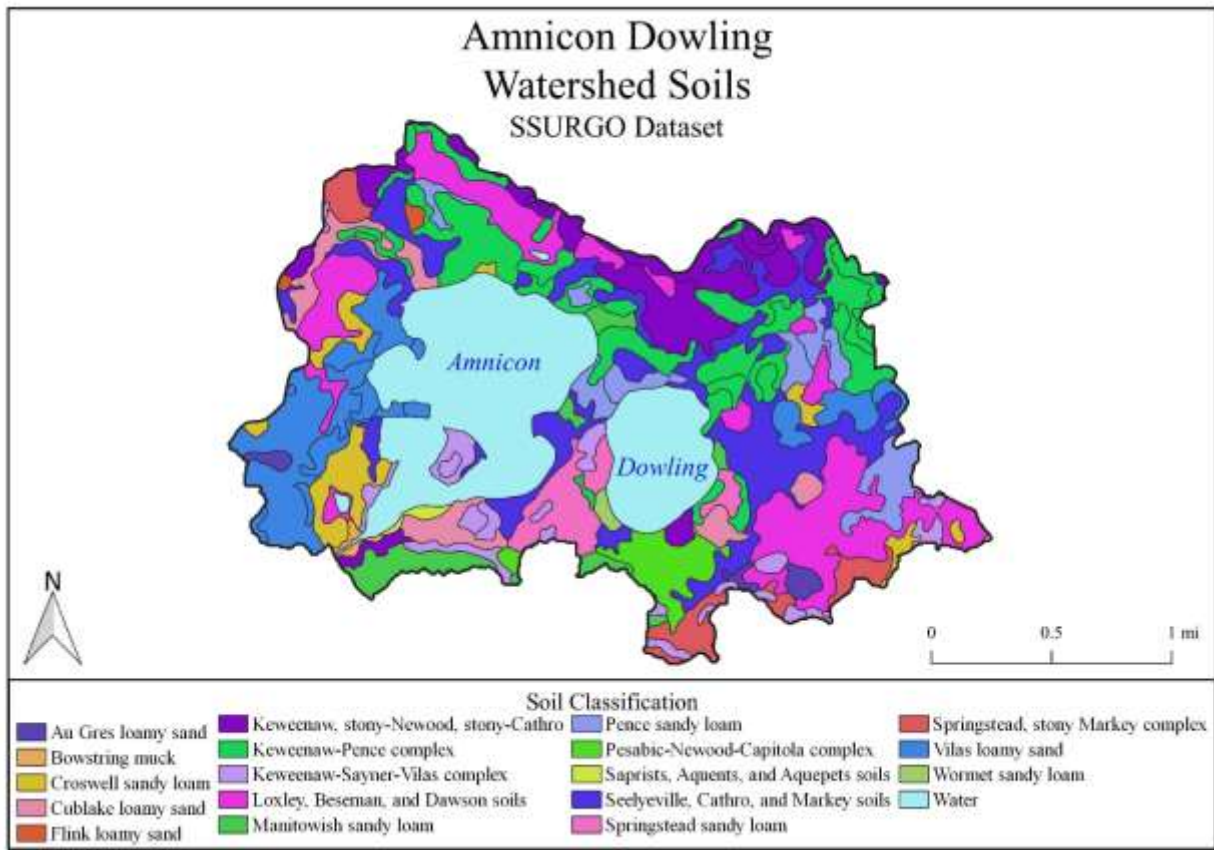 Amnicon Dowling
Watershed Soils
SSURGO Dataset
Amnicon
Dowling
N
0 0.5 1 mi
Soil Classification
Au Gres loamy sand
Bowstring muck
Croswell sandy loam
Cublake loamy sand
Flink loamy sand
Keweenaw, stony-Newood, stony-Cathro
Keweenaw-Pence complex
Keweenaw-Sayner-Vilas complex
Loxley, Beseman, and Dawson soils
Manitowish sandy loam
Pence sandy loam
Pesabic-Newood-Capitola complex
Saprists, Aquents, and Aquepets soils
Seelyeville, Cathro, and Markey soils
Springstead sandy loam
Springstead, stony Markey complex
Vilas loamy sand
Wormet sandy loam
Water